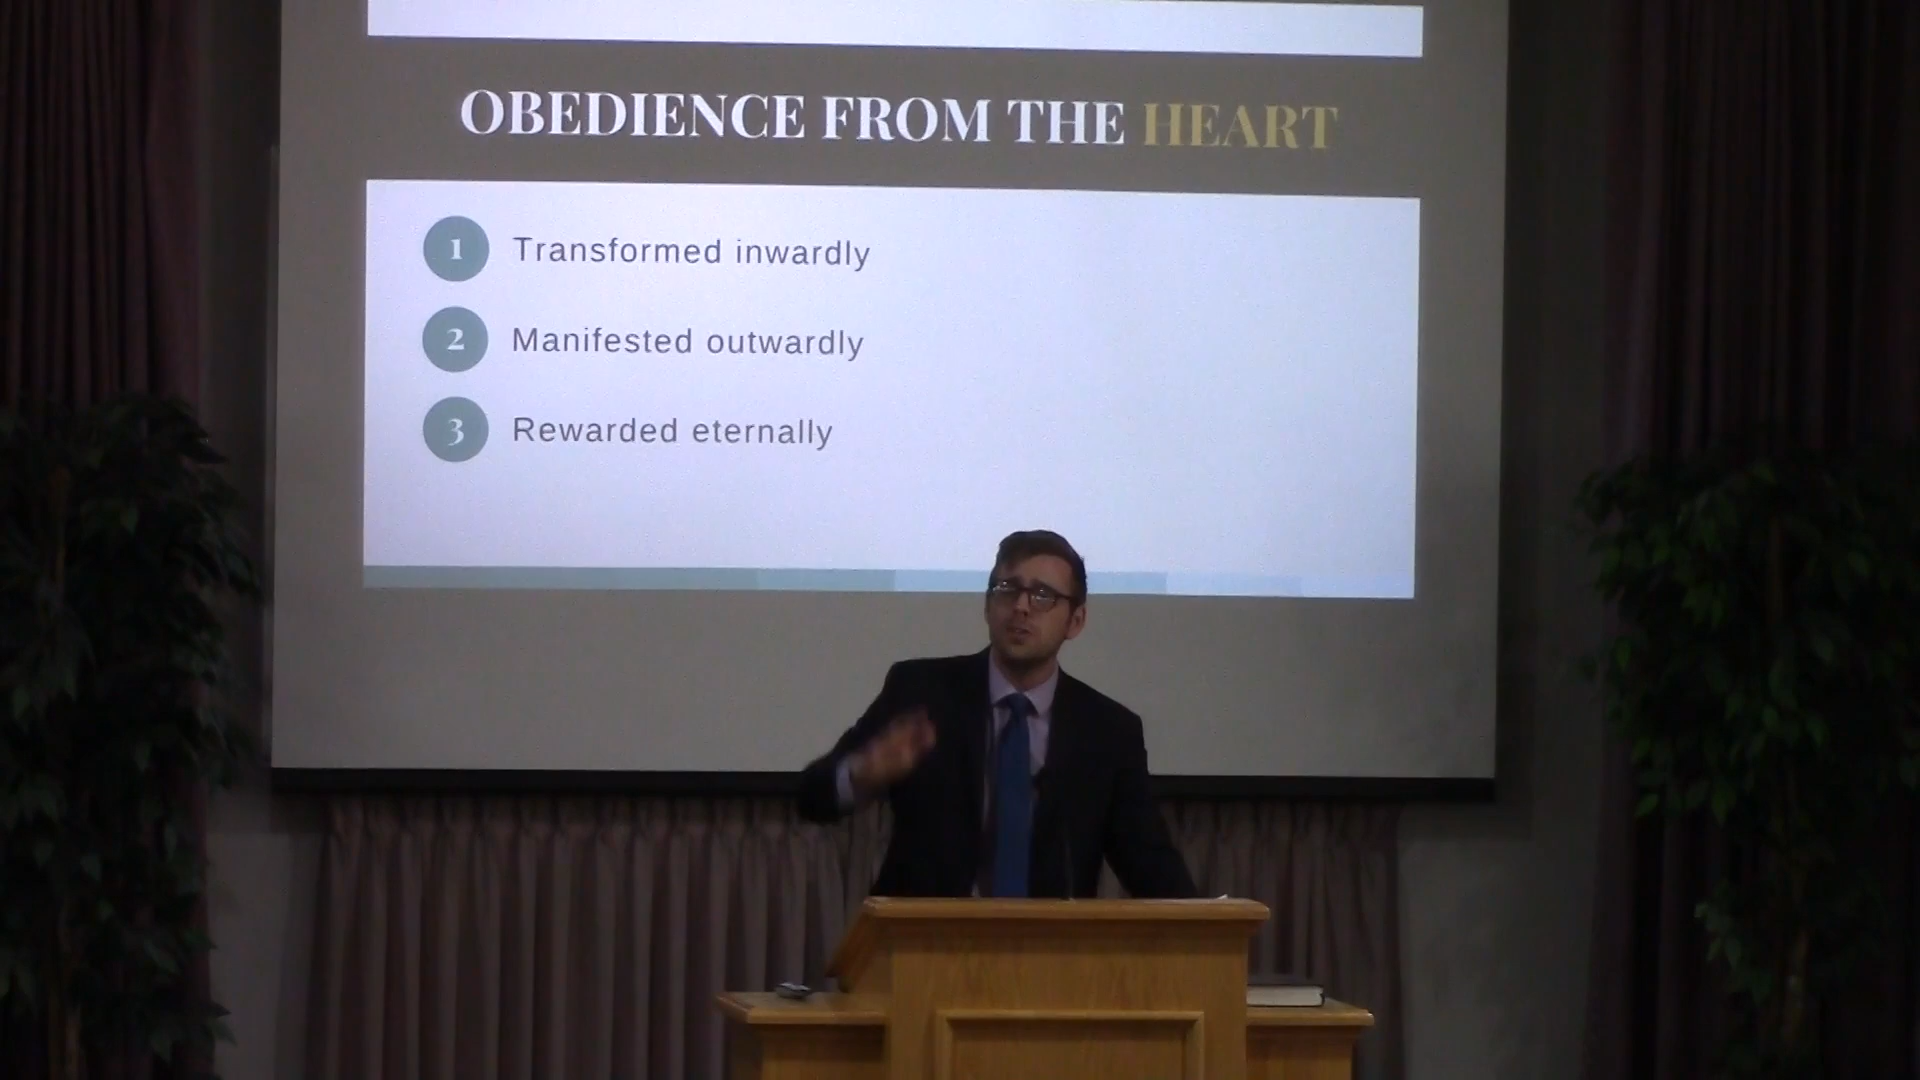 OBEDIENCE FROM THE HEART
1 Transformed inwardly
2 Manifested outwardly
3 Rewarded eternally